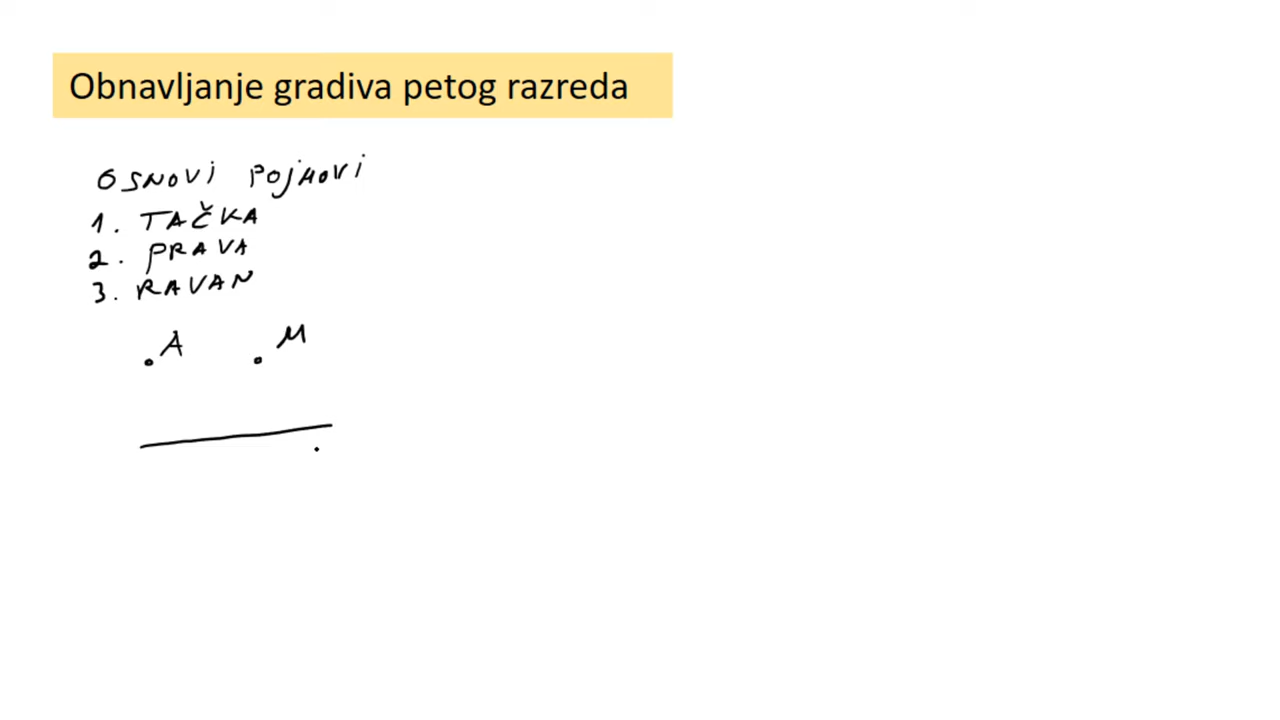 Obnavljanje gradiva petog razreda
OSNOVI POJMOVI
1. TAČKA
2. PRAVA
3. RAVAN
A M